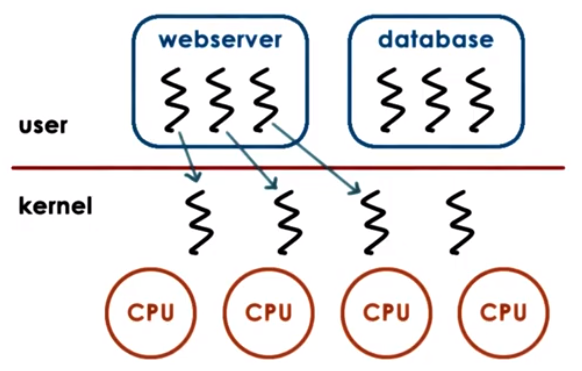 webserver
database
user
kernel
CPU
CPU
CPU
CPU